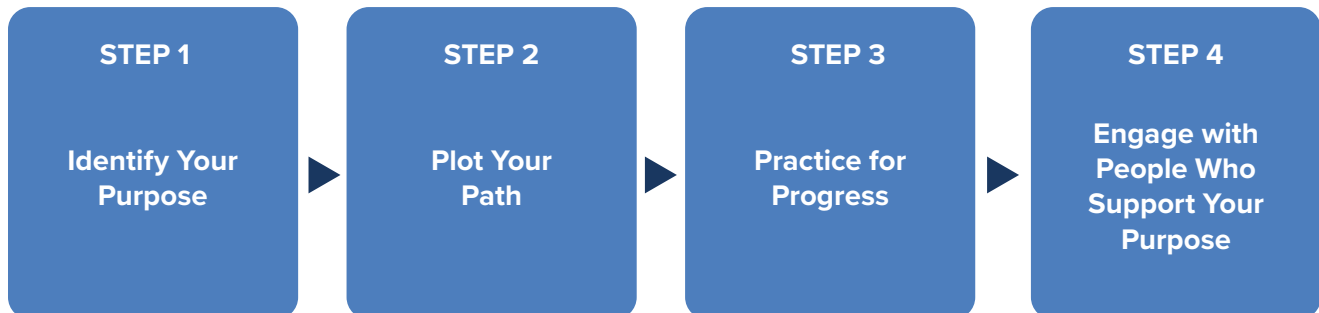 STEP 1
Identify Your
Purpose
STEP 2
Plot Your
Path
STEP 3
Practice for
Progress
STEP 4
Engage with
People Who
Support Your
Purpose